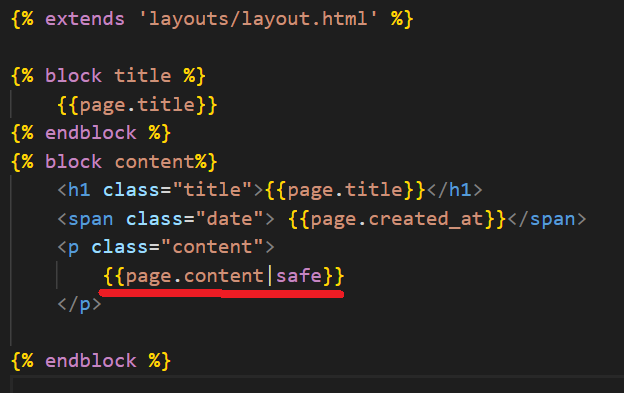 {% extends 'layouts/layout.html' %}
{% block title %}
{{page.title}}
{% endblock %}
{% block content%}
<h1 class="title">{{page.title}}</h1>
<span class="date"> {{page.created_at}}</span>
<p class="content">
{{page.content|safe}}
</p>
{% endblock %}